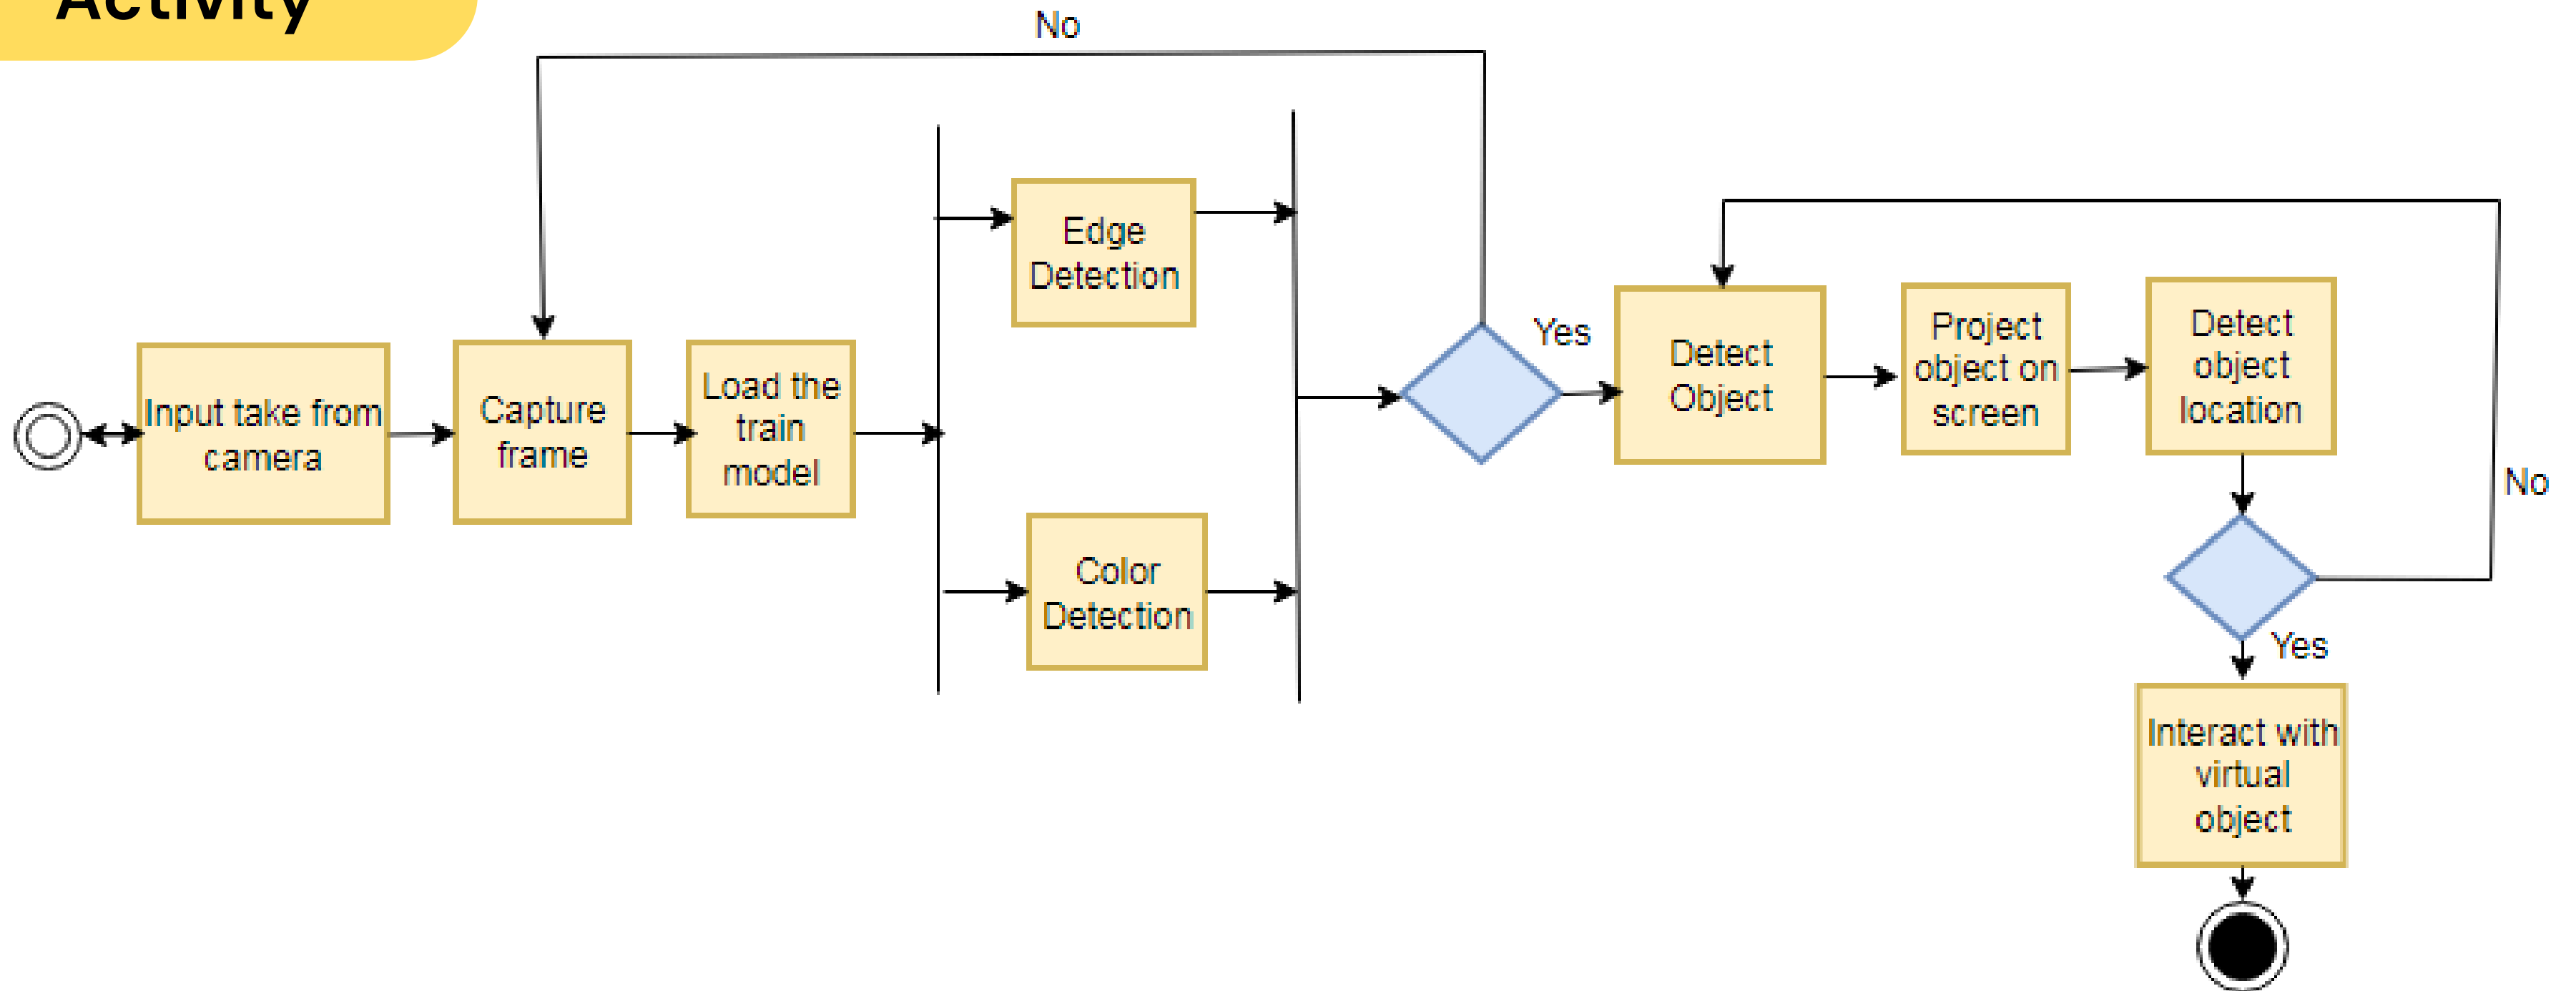 Activity
No
Edge
Detection
Input take from
camera
Capture
frame
Load the
train
model
Color
Detection
Yes
Detect
Object
Project
object on
screen
Detect
object
location
No
Yes
Interact with
virtual
object